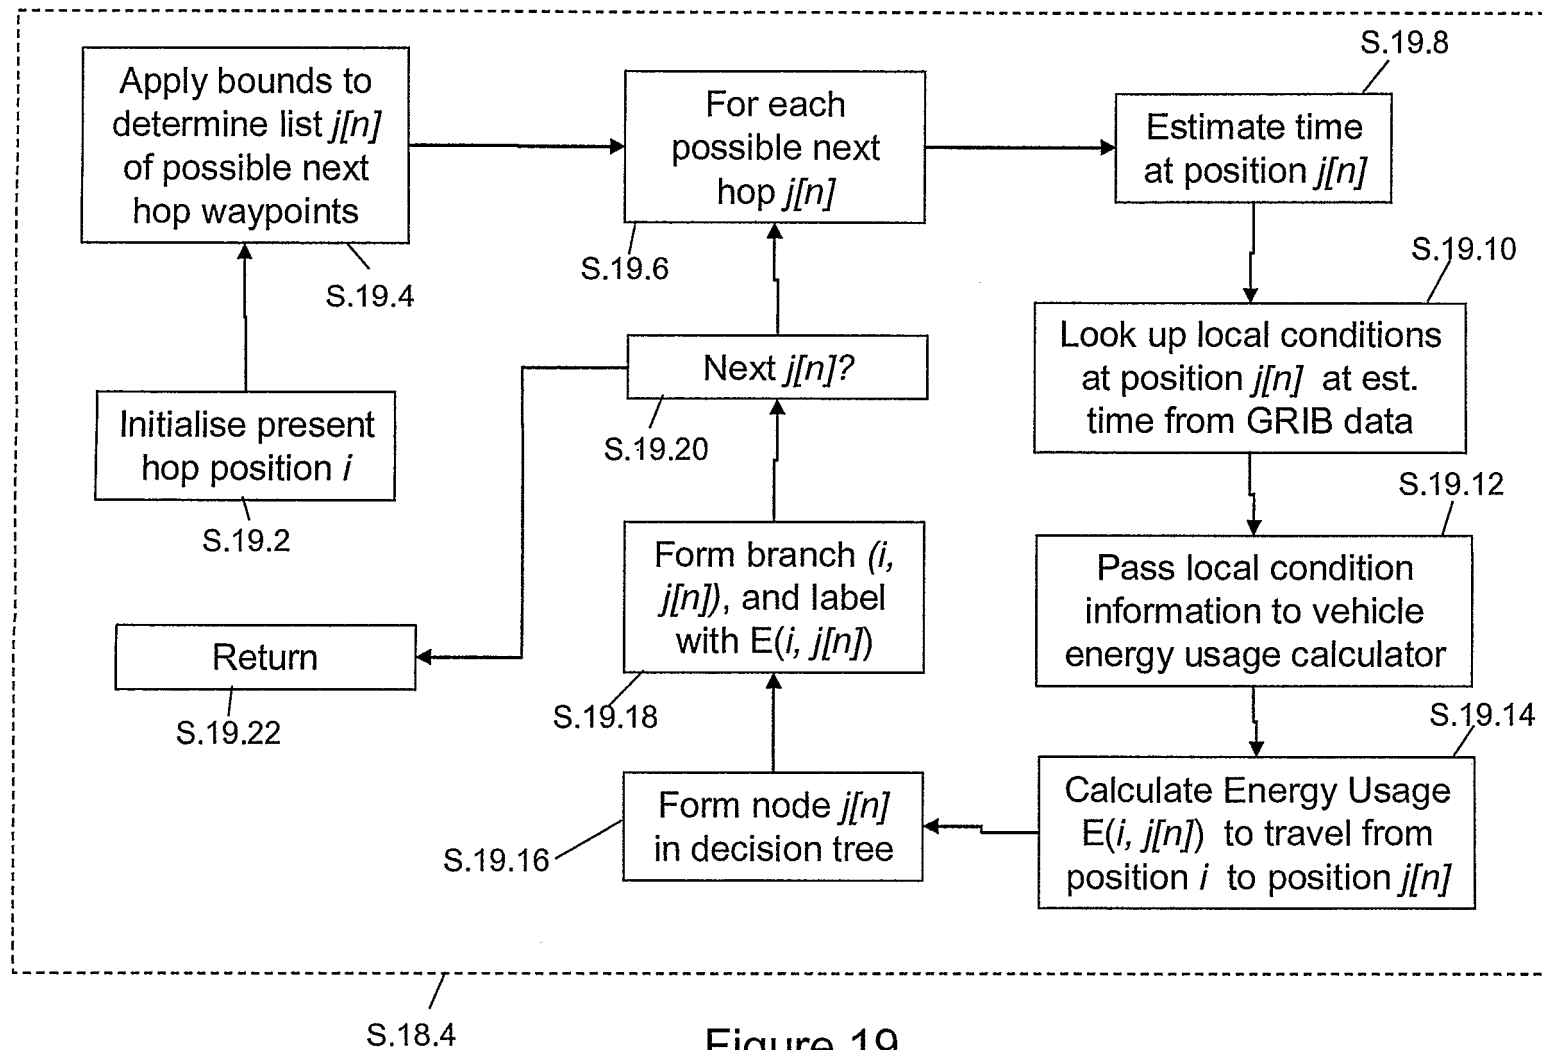 S.19.8
Apply bounds to
determine list j[n]
of possible next
hop waypoints
For each
possible next
hop j[n]
Estimate time
at position j[n]
S.19.4
S.19.6
S.19.10
Look up local conditions
at position j[n] at est.
time from GRIB data
Next j[n]?
Initialise present
hop position i
S.19.20
S.19.2
S.19.12
Form branch (i,
j[n]), and label
with E(i, j[n])
Pass local condition
information to vehicle
energy usage calculator
Return
S.19.22
S.19.18
S.19.14
Form node j[n]
in decision tree
S.19.16
Calculate Energy Usage
E(i, j[n]) to travel from
position i to position j[n]
S.18.4
Figure 19